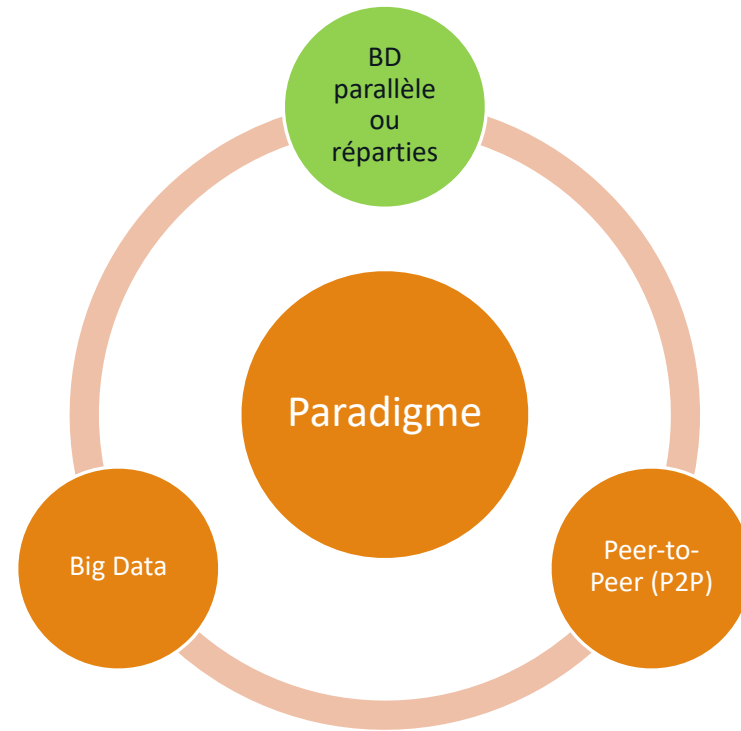 BD
parallèle
ou
réparties
Paradigme
Big Data
Peer-to-
Peer (P2P)